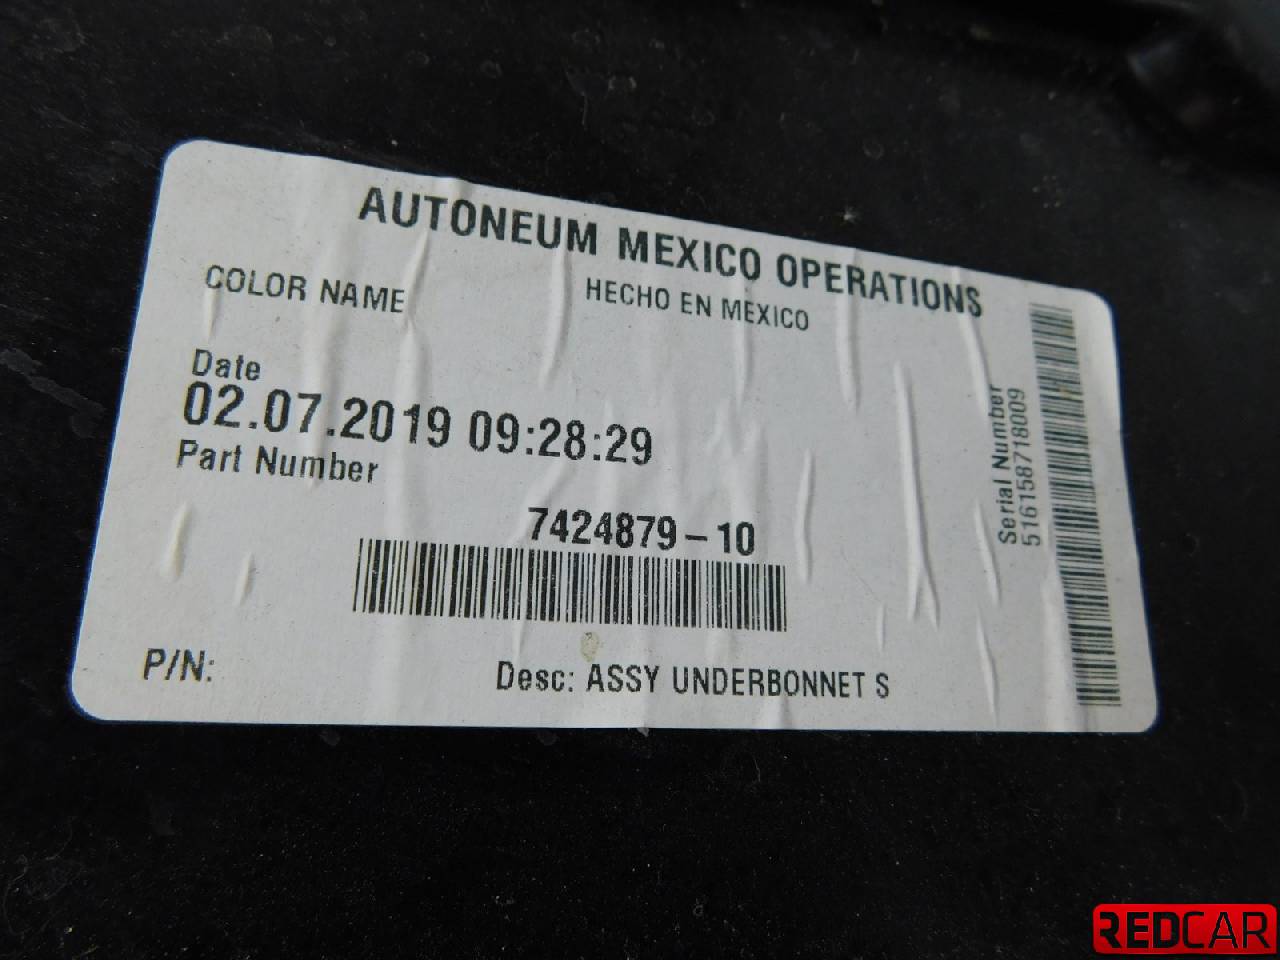 AUTONEUM MEXICO OPERATIONS
COLOR NAME
HECHO EN MEXICO
Date
02.07.2019 09:28:29
Part Number
7424879-10
P/N:
Desc: ASSY UNDERBONNET S
Serial Number
5161587718009
REDCAR